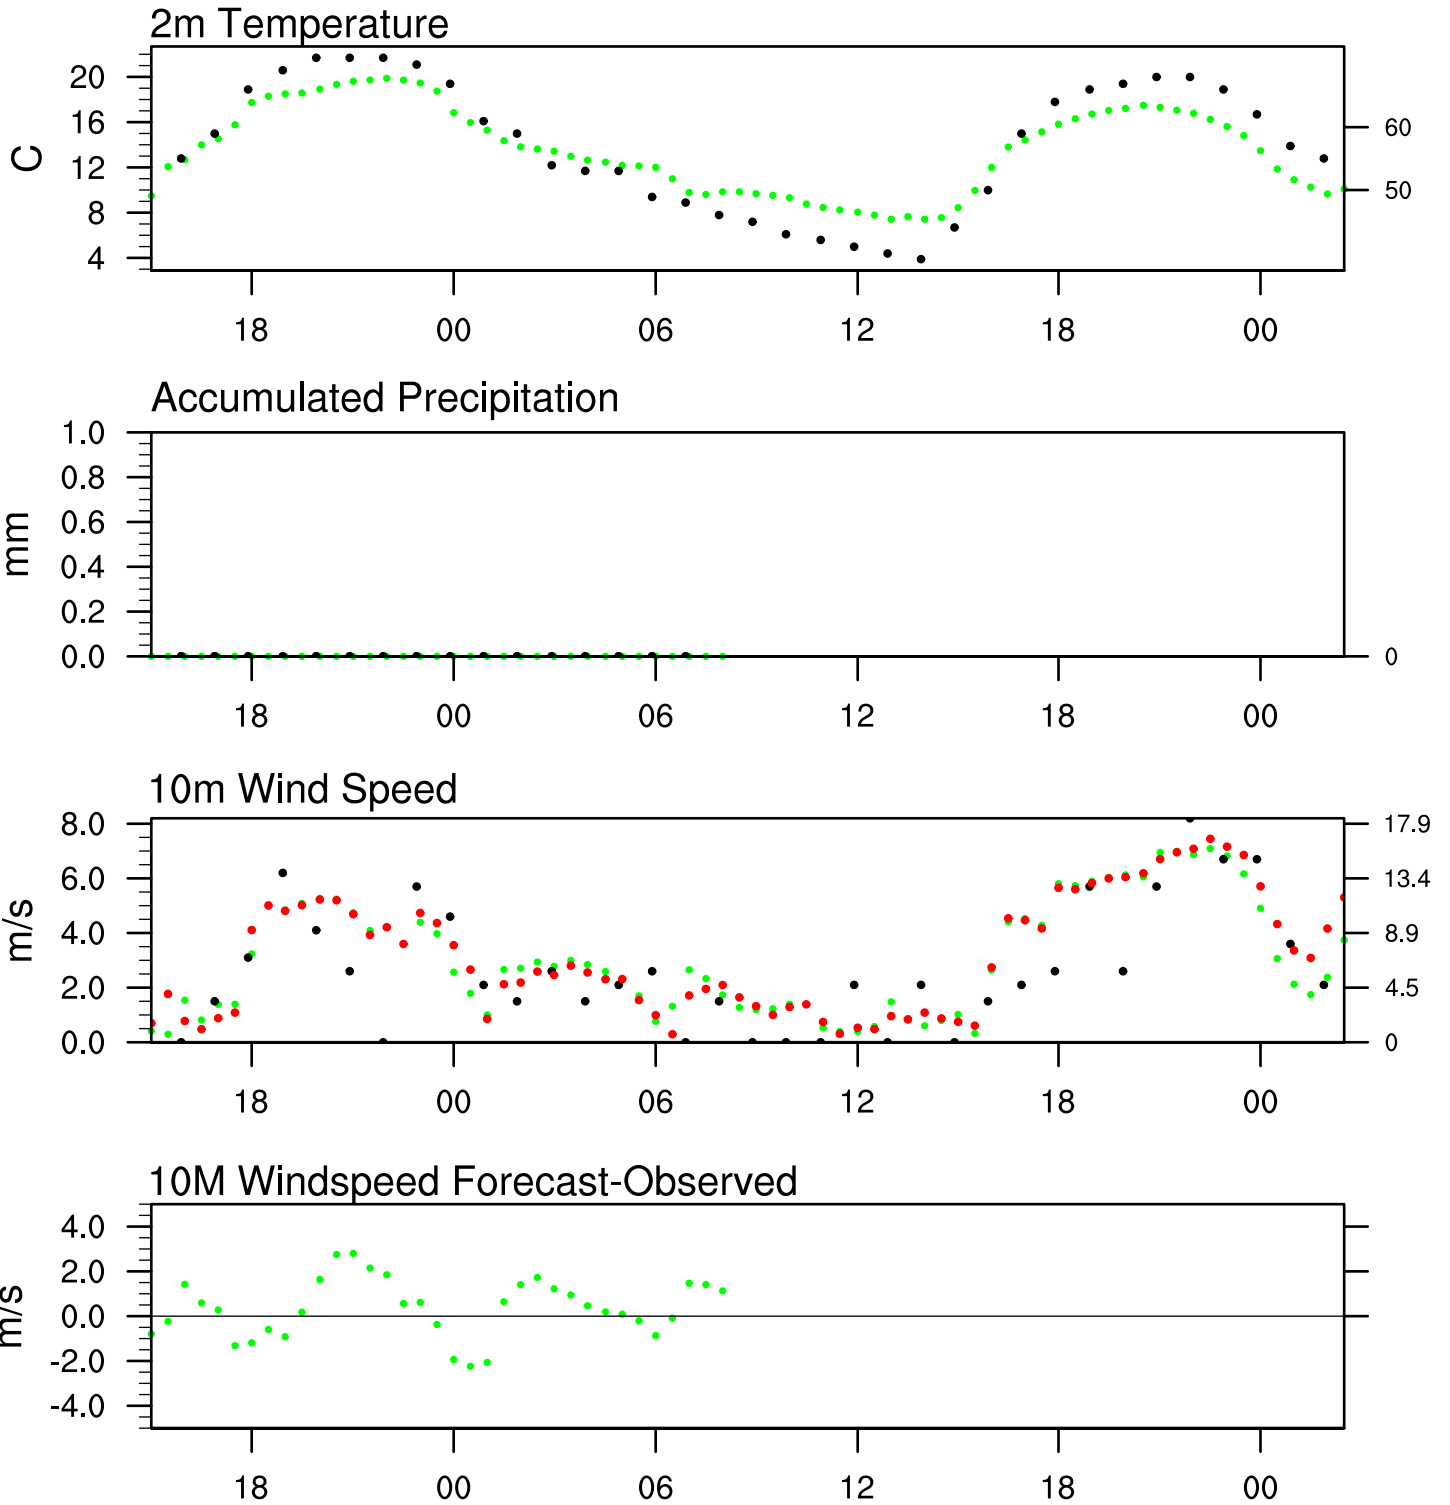 2m Temperature
20
16
12
8
4
C
60
50
18 00 06 12 18 00
Accumulated Precipitation
1.0
0.8
0.6
0.4
0.2
0.0
mm
0
18 00 06 12 18 00
10m Wind Speed
8.0 17.9
6.0 13.4
4.0 8.9
2.0 4.5
0.0 0
m/s
18 00 06 12 18 00
10M Windspeed Forecast-Observed
4.0
2.0
0.0
-2.0
-4.0
m/s
18 00 06 12 18 00